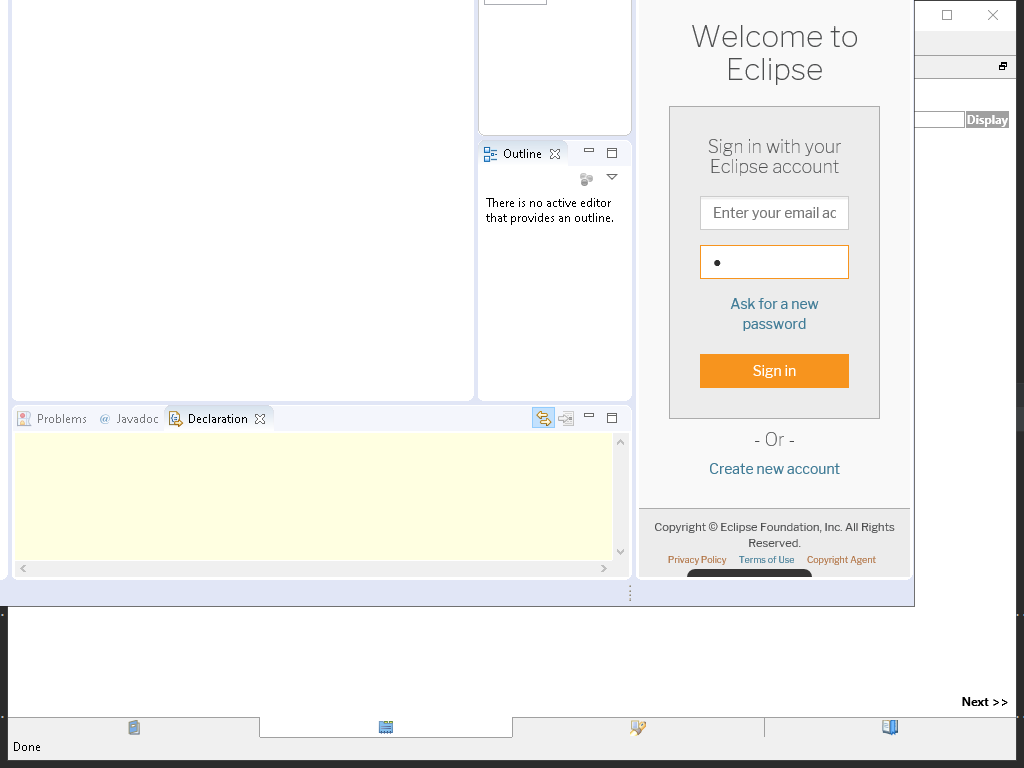 Welcome to
Eclipse
Display
Sign in with your
Eclipse account
Outline
There is no active editor
that provides an outline.
Enter your email ac
Ask for a new
password
Sign in
Problems
@ Javadoc
Declaration
- Or -
Create new account
Copyright © Eclipse Foundation, Inc. All Rights
Reserved.
Privacy Policy Terms of Use Copyright Agent
Next >>
Done